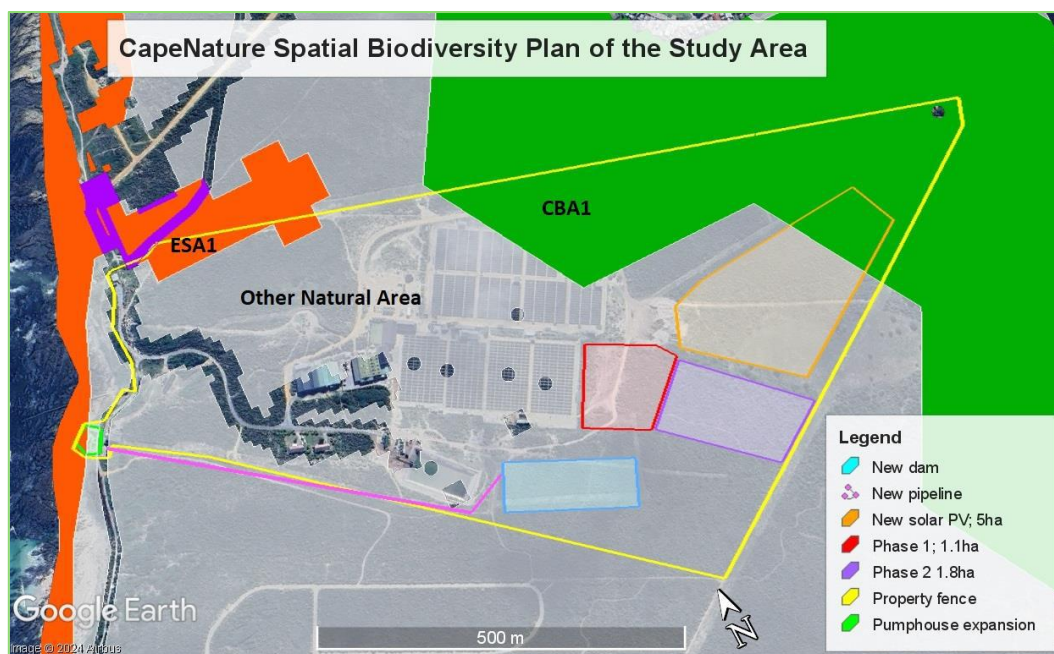 CapeNature Spatial Biodiversity Plan of the Study Area
CBA1
ESA1
Other Natural Area
Legend
New dam
New pipeline
New solar PV; 5ha
Phase 1; 1.1ha
Phase 2 1.8ha
Property fence
Pumphouse expansion
Google Earth
Image © 2024 Airbus
500 m
N